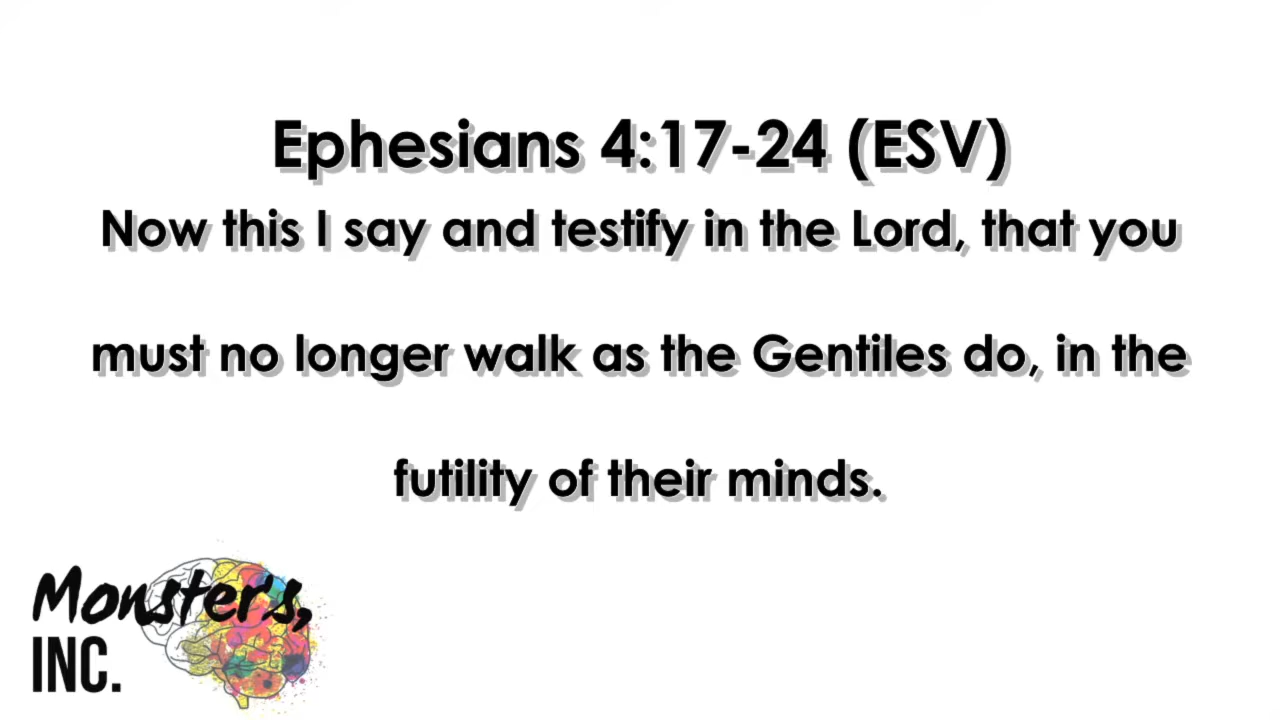 Ephesians 4:17-24 (ESV)
Now this I say and testify in the Lord, that you
must no longer walk as the Gentiles do, in the
futility of their minds.
Monsters,
INC.